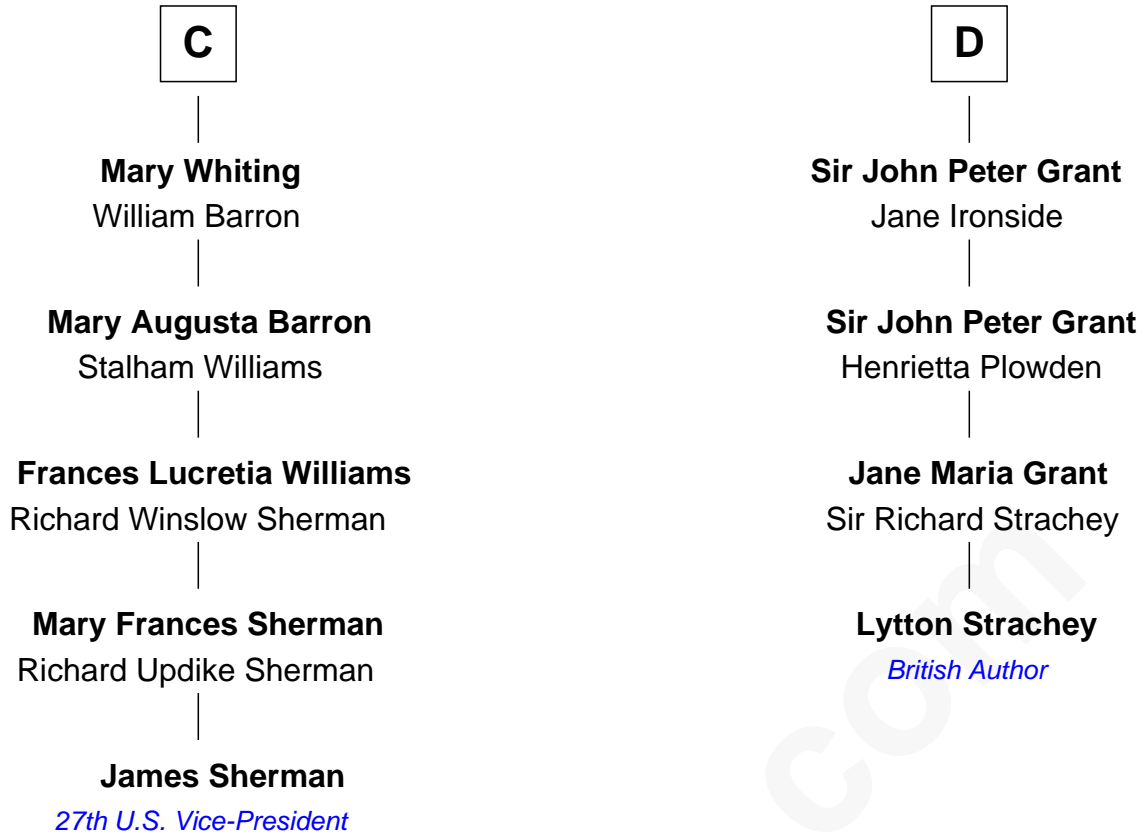 C
Mary Whiting
William Barron
Mary Augusta Barron
Stalham Williams
Frances Lucretia Williams
Richard Winslow Sherman
Mary Frances Sherman
Richard Updike Sherman
James Sherman
27th U.S. Vice-President
D
Sir John Peter Grant
Jane Ironside
Sir John Peter Grant
Henrietta Plowden
Jane Maria Grant
Sir Richard Strachey
Lytton Strachey
British Author
com